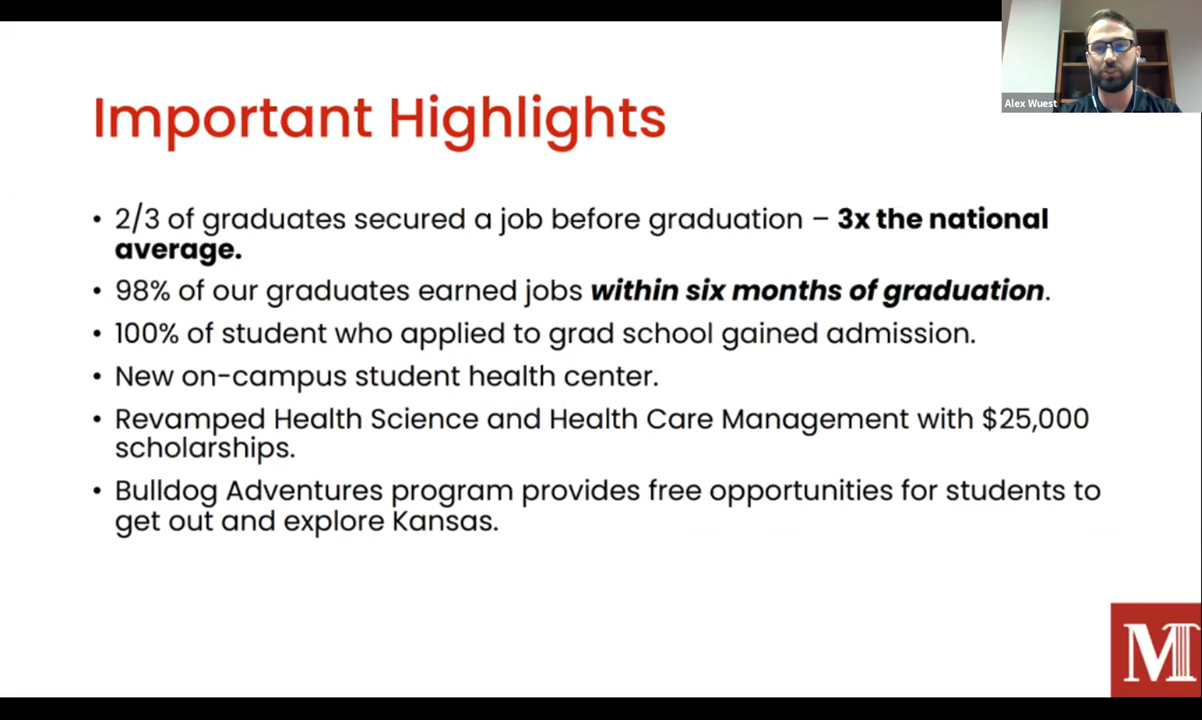 Alex Wuest
Important Highlights
• 2/3 of graduates secured a job before graduation – 3x the national
average.
• 98% of our graduates earned jobs within six months of graduation.
• 100% of student who applied to grad school gained admission.
• New on-campus student health center.
• Revamped Health Science and Health Care Management with $25,000
scholarships.
• Bulldog Adventures program provides free opportunities for students to
get out and explore Kansas.
M